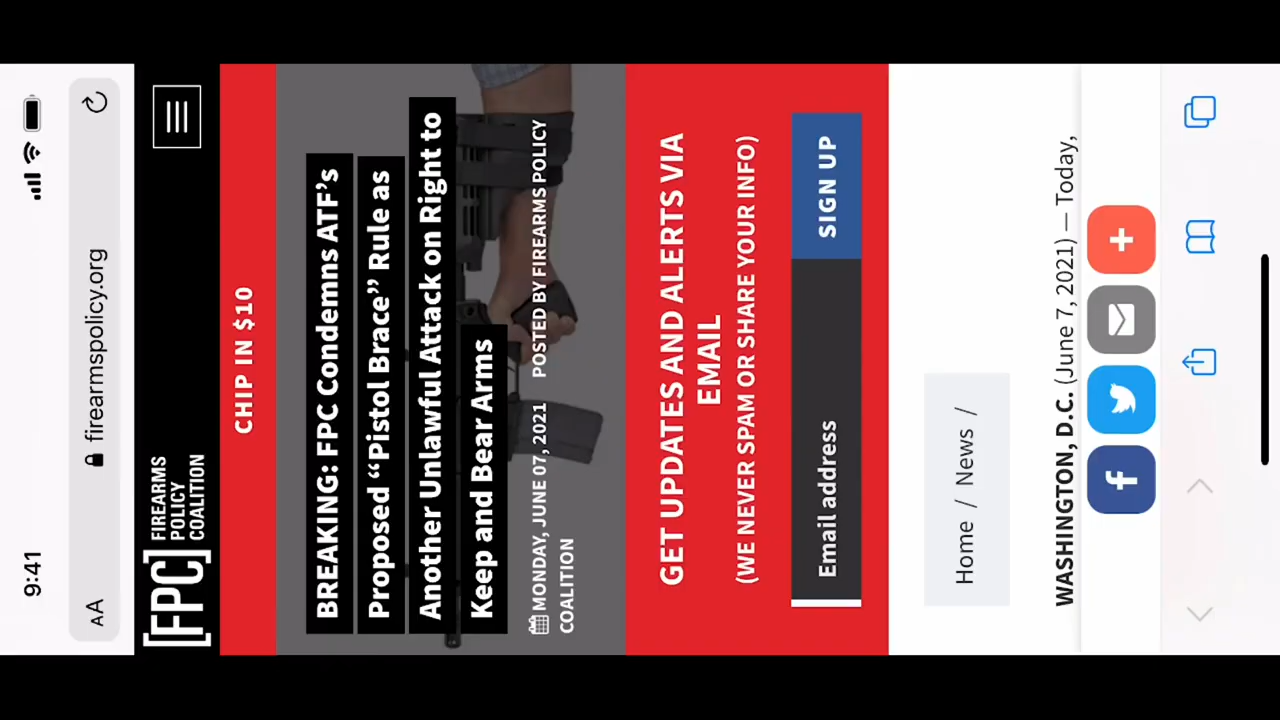 9:41
AA firearmspolicy.org
[FPC] FIREARMS
POLICY
COALITION
CHIP IN $10
BREAKING: FPC Condemns ATF’s
Proposed “Pistol Brace” Rule as
Another Unlawful Attack on Right to
Keep and Bear Arms
MONDAY, JUNE 07, 2021 POSTED BY FIREARMS POLICY
COALITION
GET UPDATES AND ALERTS VIA
EMAIL
(WE NEVER SPAM OR SHARE YOUR INFO)
Email address SIGN UP
Home / News /
WASHINGTON, D.C. (June 7, 2021) — Today,